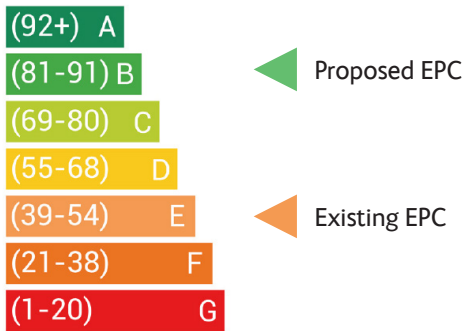 (92+) A
(81-91) B Proposed EPC
(69-80) C
(55-68) D
(39-54) E Existing EPC
(21-38) F
(1-20) G